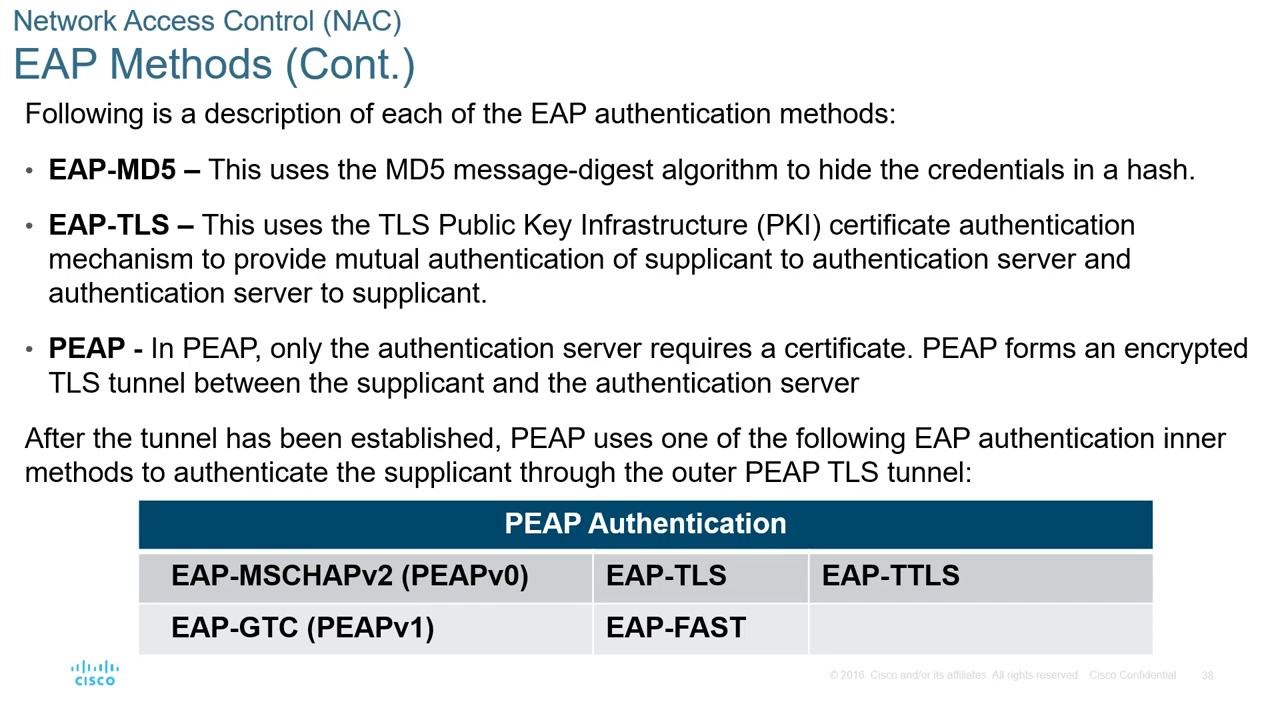 Network Access Control (NAC)
EAP Methods (Cont.)
Following is a description of each of the EAP authentication methods:
• EAP-MD5 – This uses the MD5 message-digest algorithm to hide the credentials in a hash.
• EAP-TLS – This uses the TLS Public Key Infrastructure (PKI) certificate authentication
mechanism to provide mutual authentication of supplicant to authentication server and
authentication server to supplicant.
• PEAP - In PEAP, only the authentication server requires a certificate. PEAP forms an encrypted
TLS tunnel between the supplicant and the authentication server
After the tunnel has been established, PEAP uses one of the following EAP authentication inner
methods to authenticate the supplicant through the outer PEAP TLS tunnel:
PEAP Authentication
EAP-MSCHAPv2 (PEAPv0) EAP-TLS EAP-TTLS
EAP-GTC (PEAPv1) EAP-FAST
CISCO
© 2016 Cisco and/or its affiliates. All rights reserved. Cisco Confidential 38